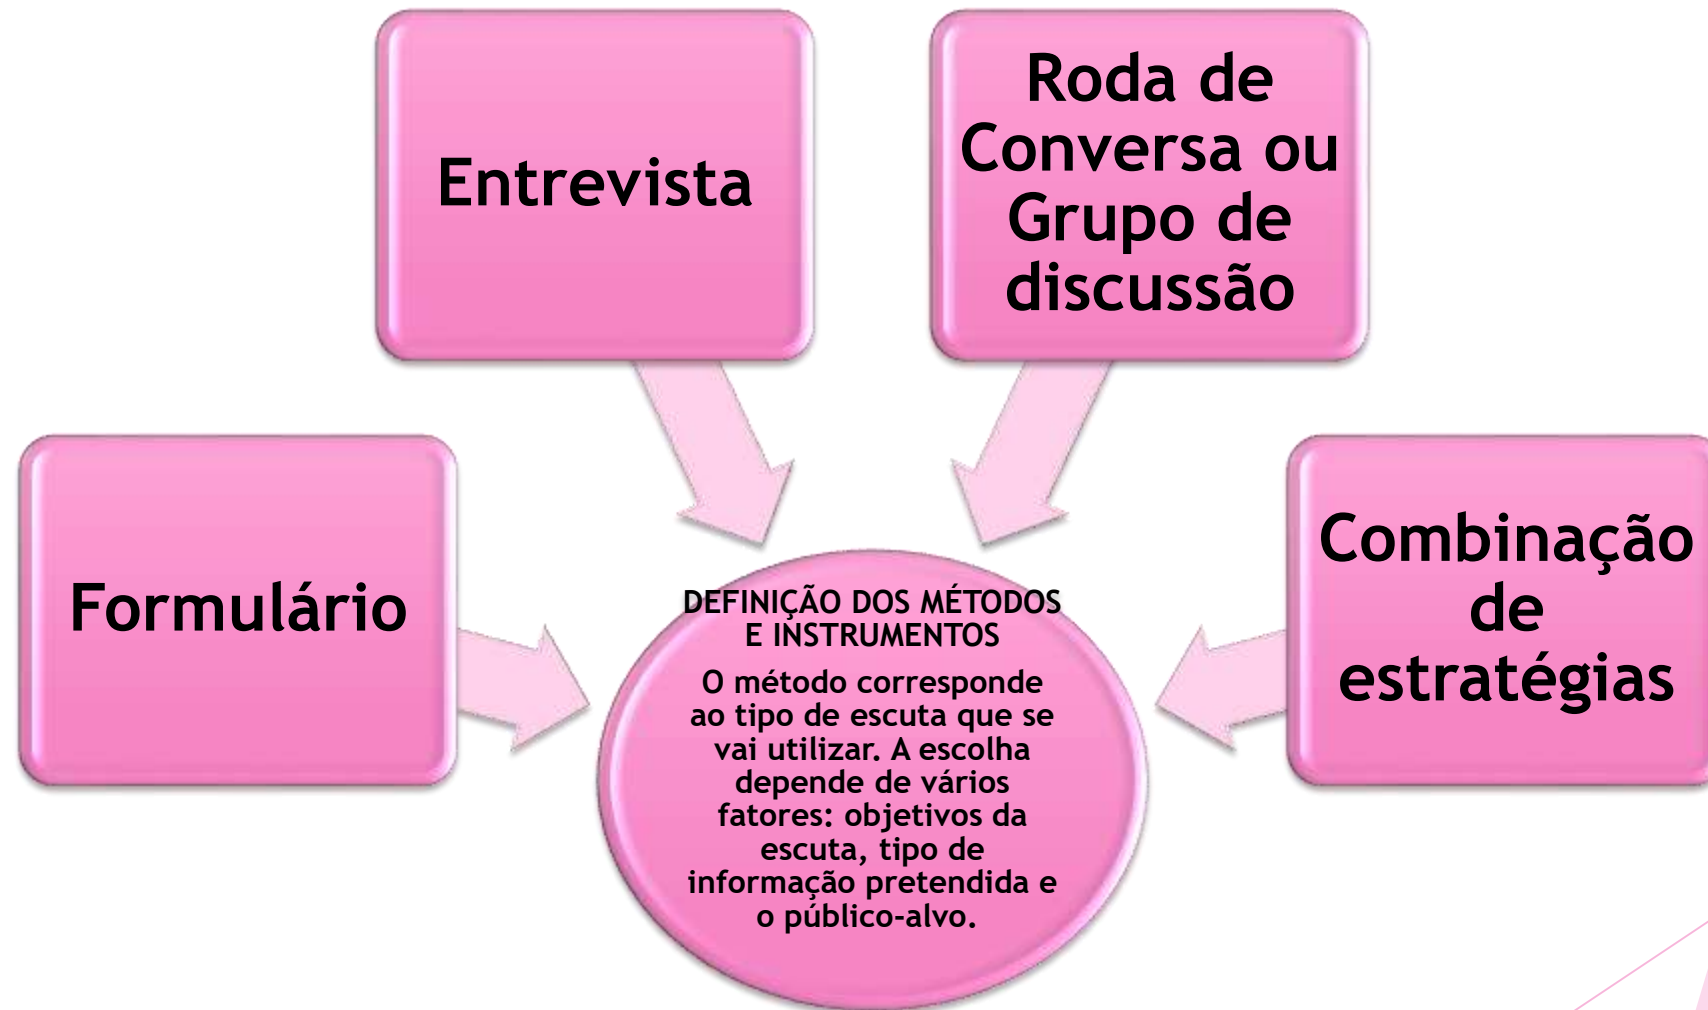 Entrevista
Roda de
Conversa ou
Grupo de
discussão
Formulário
Combinação
de
estratégias
DEFINIÇÃO DOS MÉTODOS
E INSTRUMENTOS
O método corresponde
ao tipo de escuta que se
vai utilizar. A escolha
depende de vários
fatores: objetivos da
escuta, tipo de
informação pretendida e
o público-alvo.